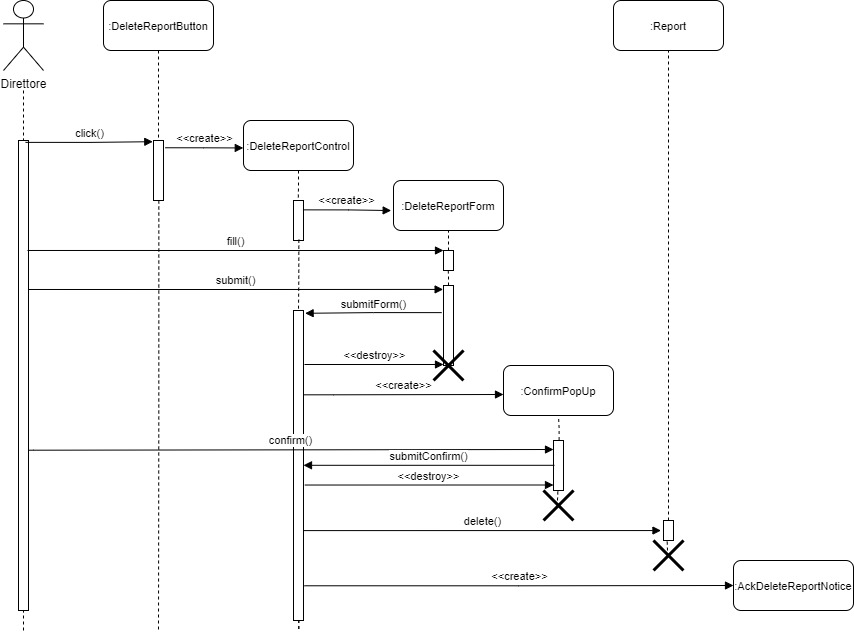 :DeleteReportButton
:Report
Direttore
click()
<<create>>
:DeleteReportControl
<<create>>
:DeleteReportForm
fill()
submit()
submitForm()
<<destroy>>
<<create>>
:ConfirmPopUp
confirm()
submitConfirm()
<<destroy>>
delete()
<<create>>
:AckDeleteReportNotice